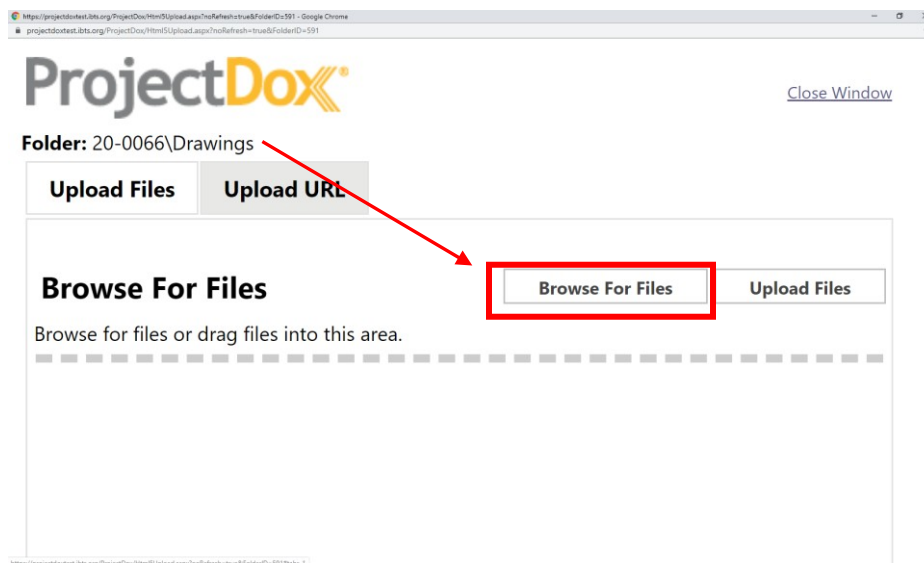 https://projectdoxtest.ibts.org/ProjectDox/Html5Upload.aspx?noRefresh=true&FolderID=591 - Google Chrome
projectdoxtest.ibts.org/ProjectDox/Html5Upload.aspx?noRefresh=true&FolderID=591
ProjectDox
Close Window
Folder: 20-0066\Drawings
Upload Files Upload URL
Browse For Files Browse For Files Upload Files
Browse for files or drag files into this area.